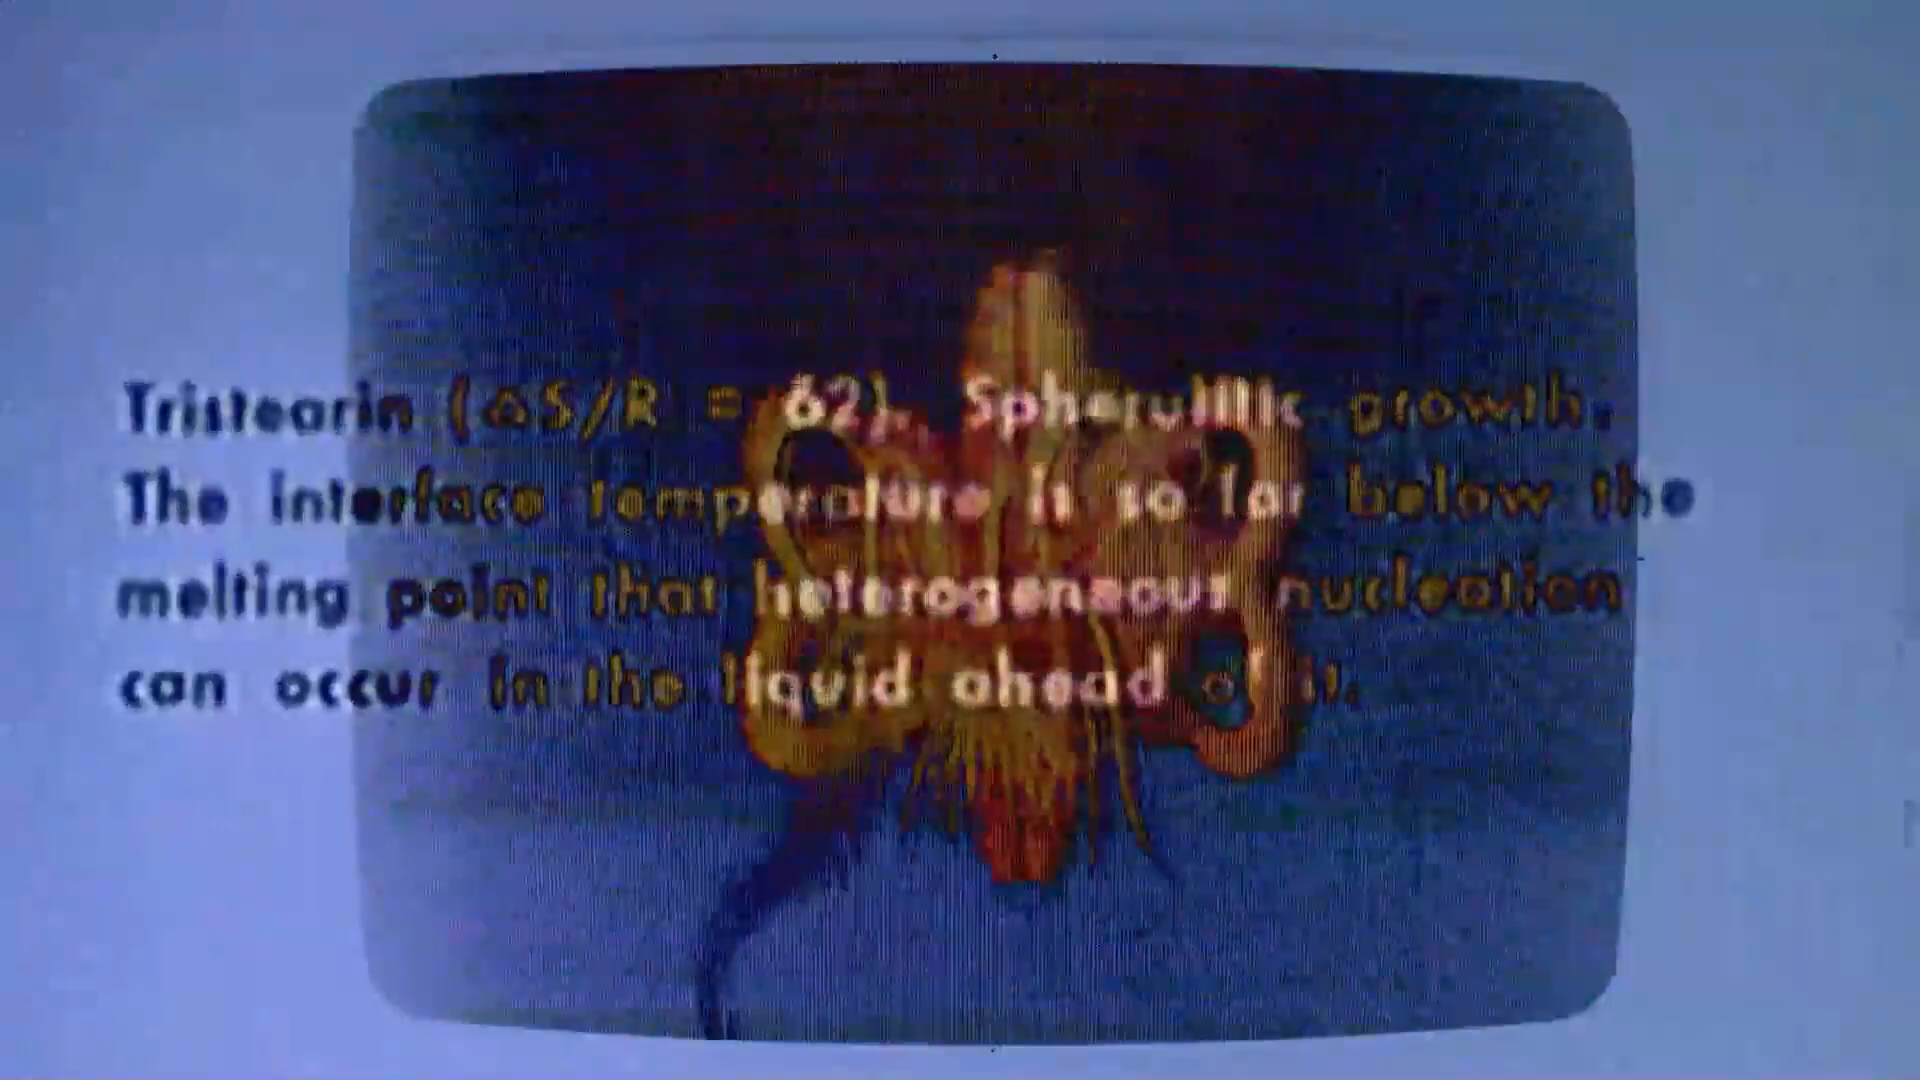 Tristearin (△S/R = 62). Spherulitic growth.
The interface temperature is so far below the
melting point that heterogeneous nucleation
can occur in the liquid ahead of it.